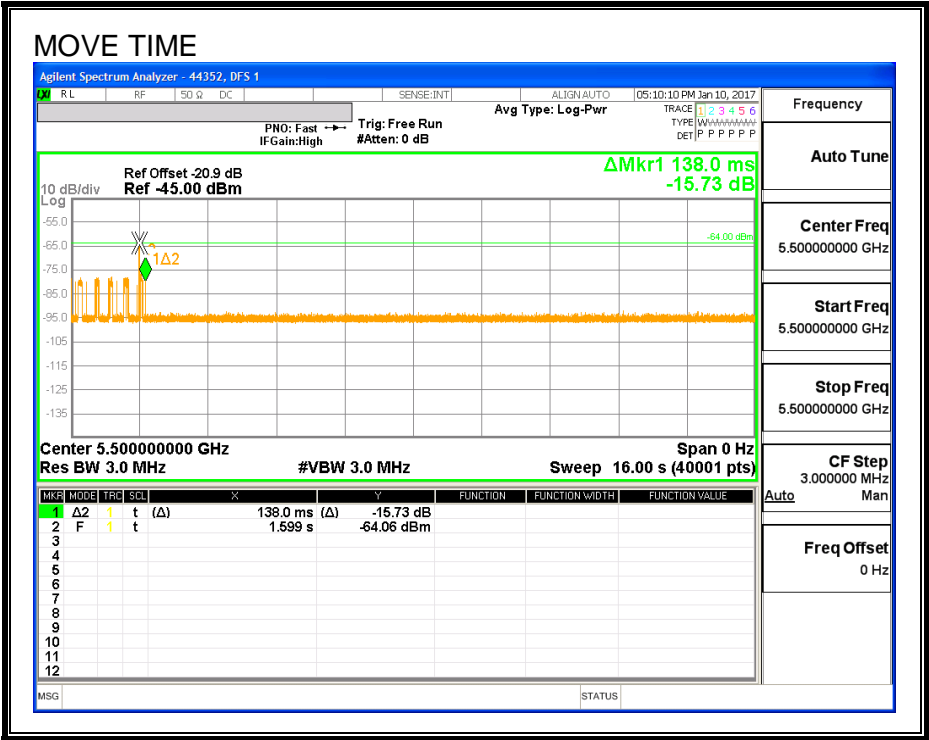 MOVE TIME
Agilent Spectrum Analyzer - 44352, DFS 1
LXI RL RF 50 Ω DC SENSE:INT ALIGN AUTO 05:10:10 PM Jan 10, 2017
Avg Type: Log-Pwr TRACE 1 2 3 4 5 6
PNO: Fast Trig: Free Run TYPE
IFGain:High #Atten: 0 dB DET P P P P P P
ΔMkr1 138.0 ms
-15.73 dB
Ref Offset -20.9 dB
10 dB/div Ref -45.00 dBm
Log
-55.0
-65.0
-75.0
-85.0
-95.0
-105
-115
-125
-135
-64.00 dBm
1Δ2
Center 5.500000000 GHz Span 0 Hz
Res BW 3.0 MHz #VBW 3.0 MHz Sweep 16.00 s (40001 pts)
MKR MODE TRC SCL X Y FUNCTION FUNCTION WIDTH FUNCTION VALUE
1 Δ2 1 t (Δ) 138.0 ms (Δ) -15.73 dB
2 F 1 t 1.599 s -64.06 dBm
3
4
5
6
7
8
9
10
11
12
MSG STATUS
Frequency
Auto Tune
Center Freq
5.500000000 GHz
Start Freq
5.500000000 GHz
Stop Freq
5.500000000 GHz
CF Step
3.000000 MHz
Auto Man
Freq Offset
0 Hz